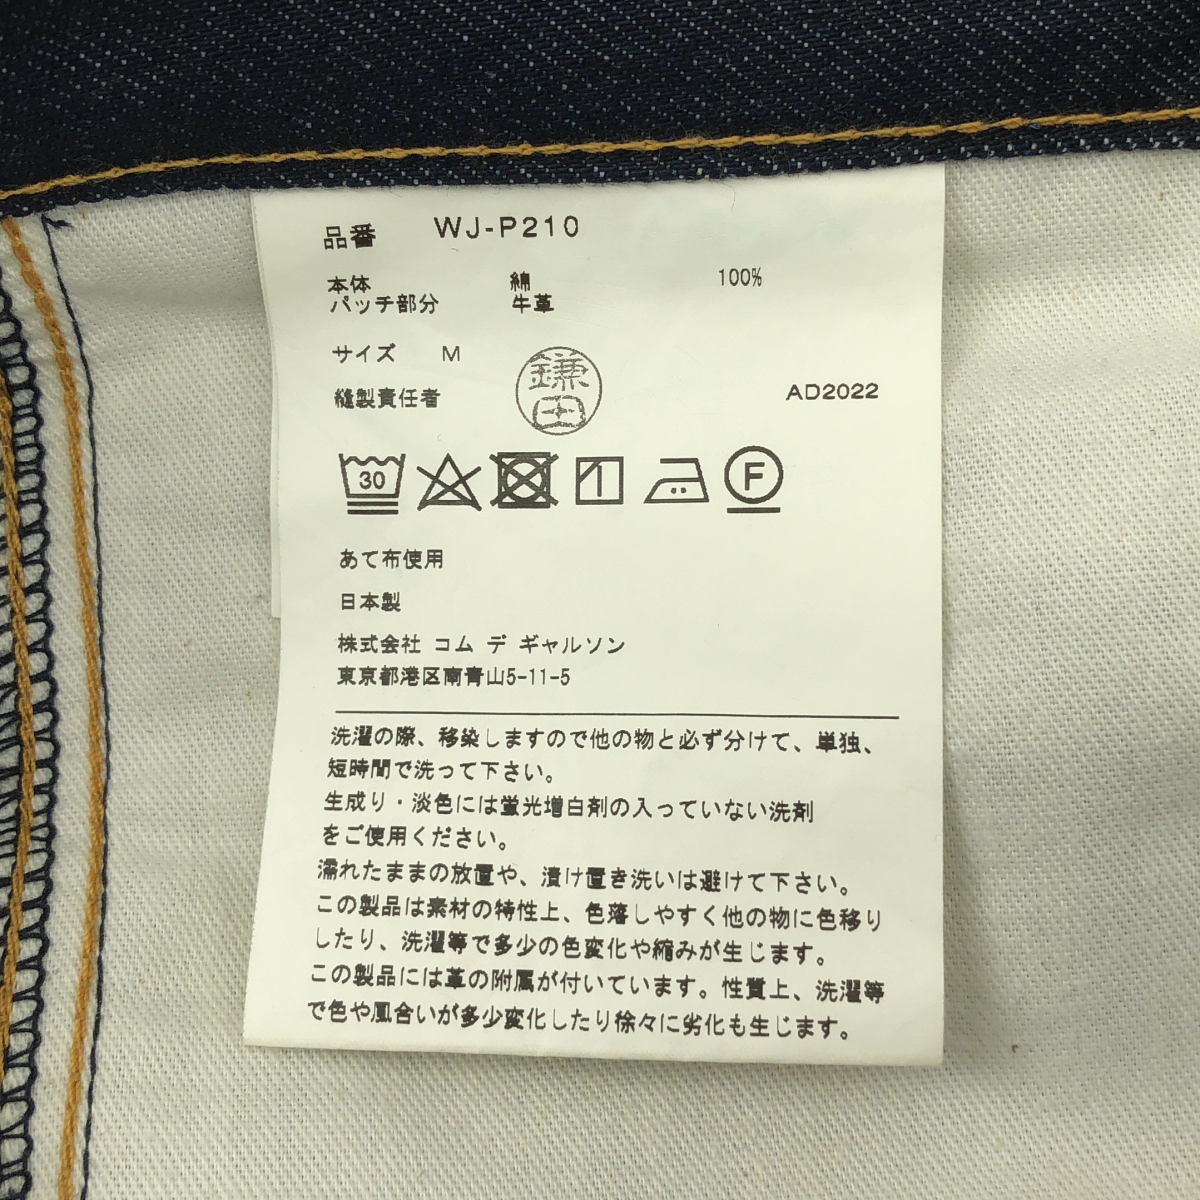 品番 WJ-P210
本体 綿 100%
パッチ部分 牛革
サイズ M
縫製責任者 鎌田 AD2022
30 F
あて布使用
日本製
株式会社 コム デ ギャルソン
東京都港区南青山5-11-5
洗濯の際、移染しますので他の物と必ず分けて、単独、
短時間で洗って下さい。
生成り・淡色には蛍光増白剤の入っていない洗剤
をご使用ください。
濡れたままの放置や、漬け置き洗いは避けて下さい。
この製品は素材の特性上、色落しやすく他の物に色移り
したり、洗濯等で多少の色変化や縮みが生じます。
この製品には革の附属が付いています。性質上、洗濯等
で色や風合いが多少変化したり徐々に劣化も生じます。